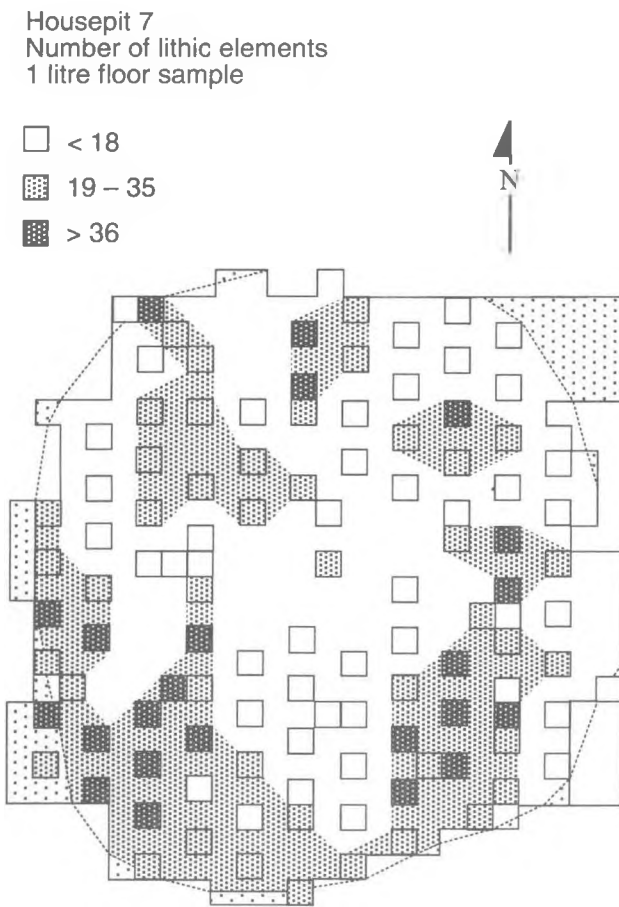 Housepit 7
Number of lithic elements
1 litre floor sample
< 18
19 – 35
> 36
N